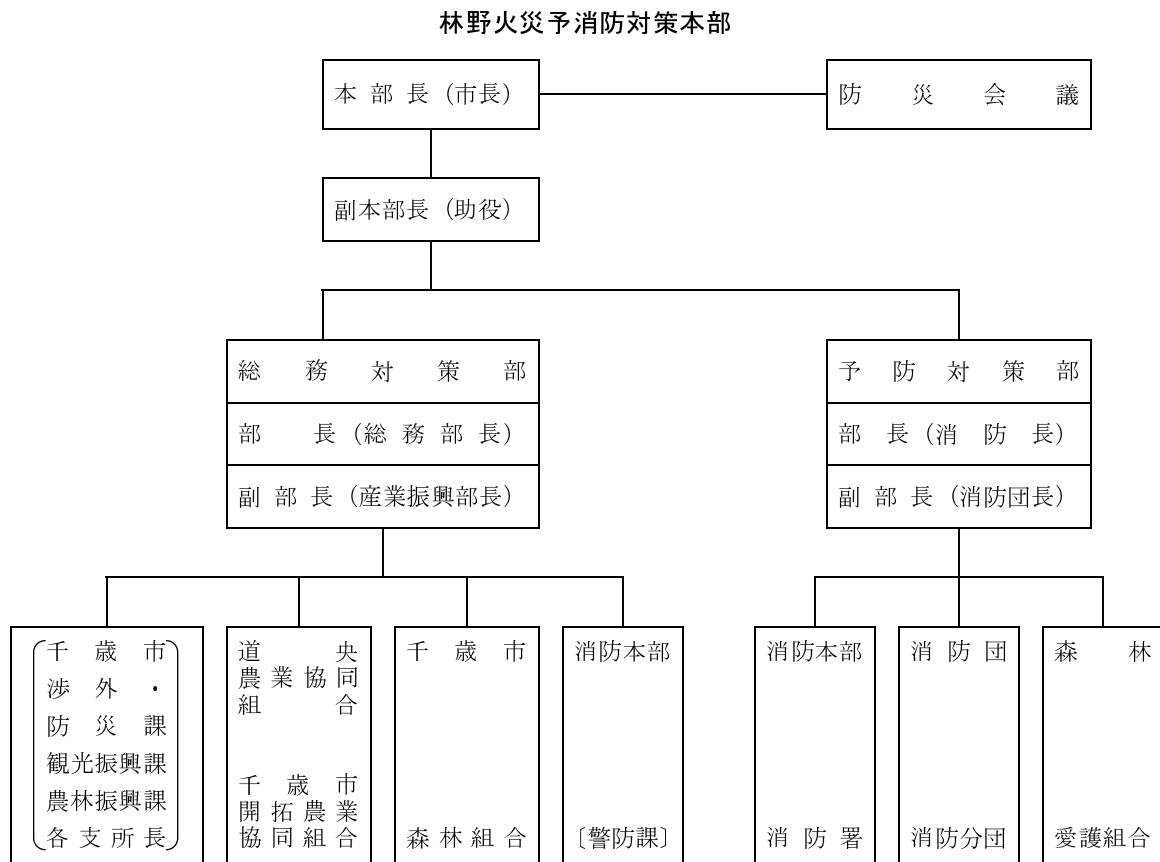 林野火災予消防対策本部
本部長（市長）
防災会議
副本部長（助役）
総務対策部
部長（総務部長）
副部長（産業振興部長）
予防対策部
部長（消防長）
副部長（消防団長）
千歳市
渉外・
防災課
観光振興課
農林振興課
各支所長
道央
農業協同
組合
千歳市
開拓農業
協同組合
千歳市
森林組合
消防本部
〔警防課〕
消防本部
消防署
消防団
消防分団
森林
愛護組合